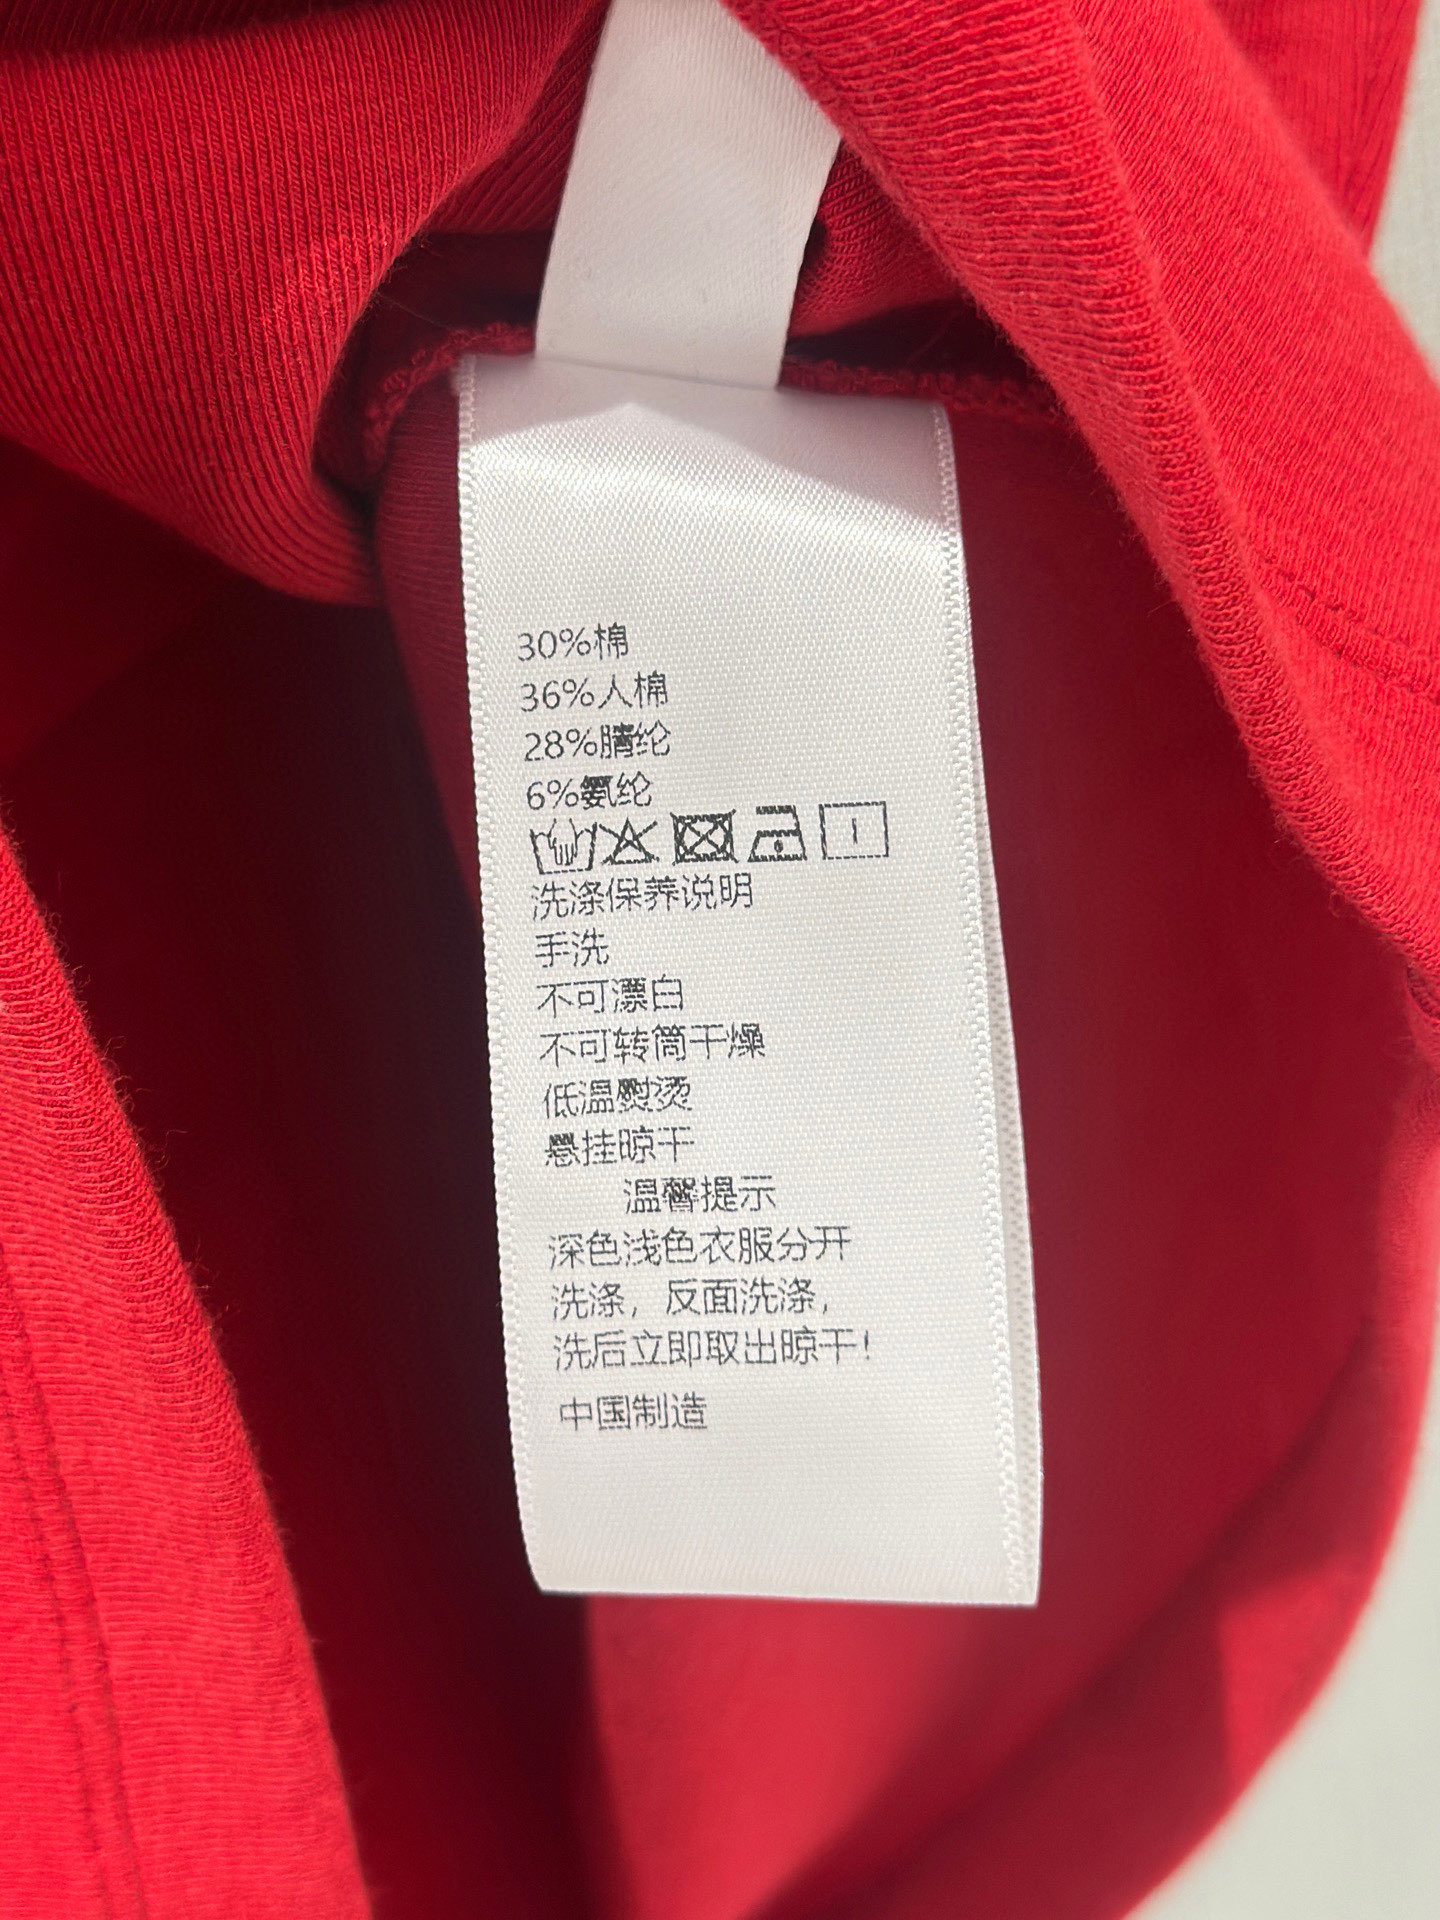 30%棉
36%人棉
28%腈纶
6%氨纶
洗涤保养说明
手洗
不可漂白
不可转筒干燥
低温熨烫
悬挂晾干
温馨提示
深色浅色衣服分开
洗涤，反面洗涤，
洗后立即取出晾干！
中国制造